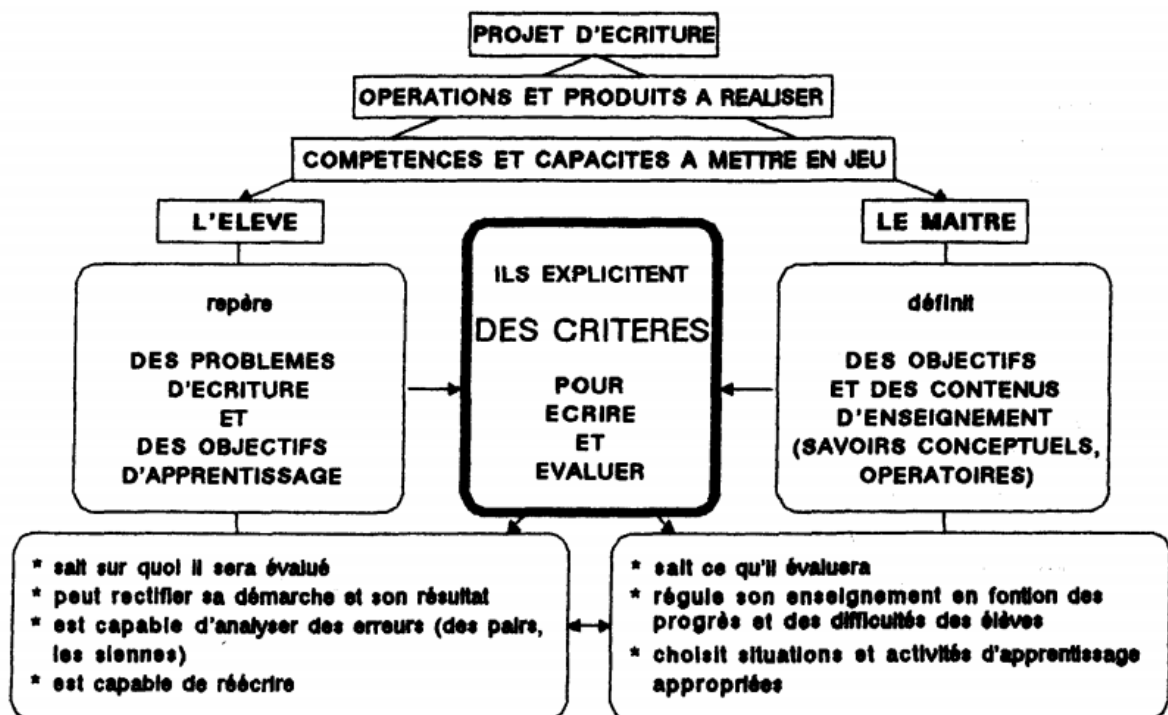 PROJET D'ECRITURE
OPERATIONS ET PRODUITS A REALISER
COMPETENCES ET CAPACITES A METTRE EN JEU
L'ELEVE
repère
DES PROBLEMES
D'ECRITURE
ET
DES OBJECTIFS
D'APPRENTISSAGE
ILS EXPLICITENT
DES CRITERES
POUR
ECRIRE
ET
EVALUER
LE MAITRE
définit
DES OBJECTIFS
ET DES CONTENUS
D'ENSEIGNEMENT
(SAVOIRS CONCEPTUELS,
OPERATOIRES)
* sait sur quoi il sera évalué
* peut rectifier sa démarche et son résultat
* est capable d'analyser des erreurs (des pairs,
les siennes)
* est capable de réécrire
* sait ce qu'il évaluera
* régule son enseignement en fontion des
progrès et des difficultés des élèves
* choisit situations et activités d'apprentissage
appropriées